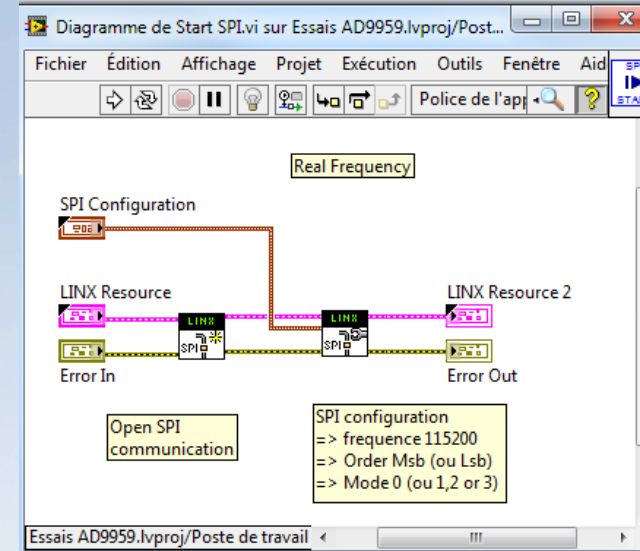 Diagramme de Start SPI.vi sur Essais AD9959.lvproj/Post...
Fichier Édition Affichage Projet Exécution Outils Fenêtre Aid
Police de l'app
Real Frequency
SPI Configuration
LINX Resource
LINX Resource 2
LINX
SPI
LINX
SPI
Error In
Error Out
Open SPI
communication
SPI configuration
=> frequence 115200
=> Order Msb (ou Lsb)
=> Mode 0 (ou 1,2 or 3)
Essais AD9959.lvproj/Poste de travail